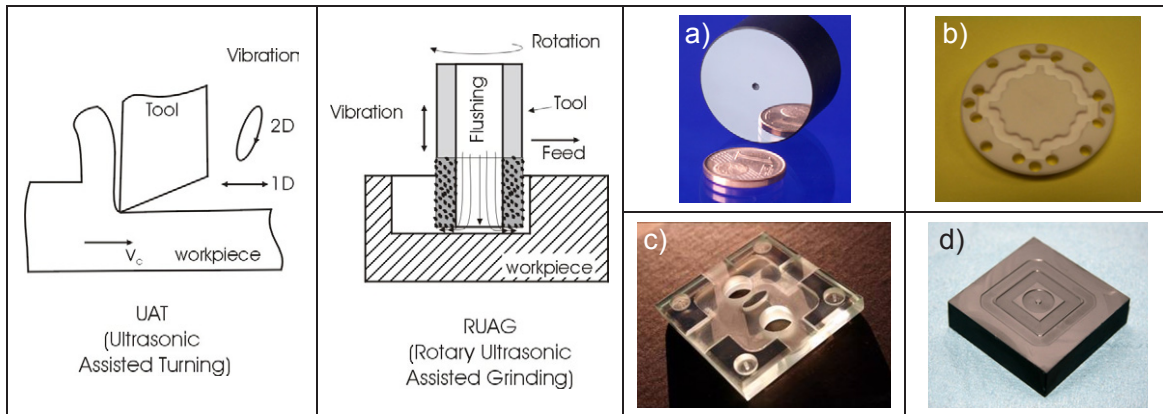 Vibration
Tool
2D
1D
Vc
workpiece
UAT
(Ultrasonic
Assisted Turning)
Rotation
Vibration
Flushing
Tool
Feed
workpiece
RUAG
(Rotary Ultrasonic
Assisted Grinding)
a)
b)
c)
d)